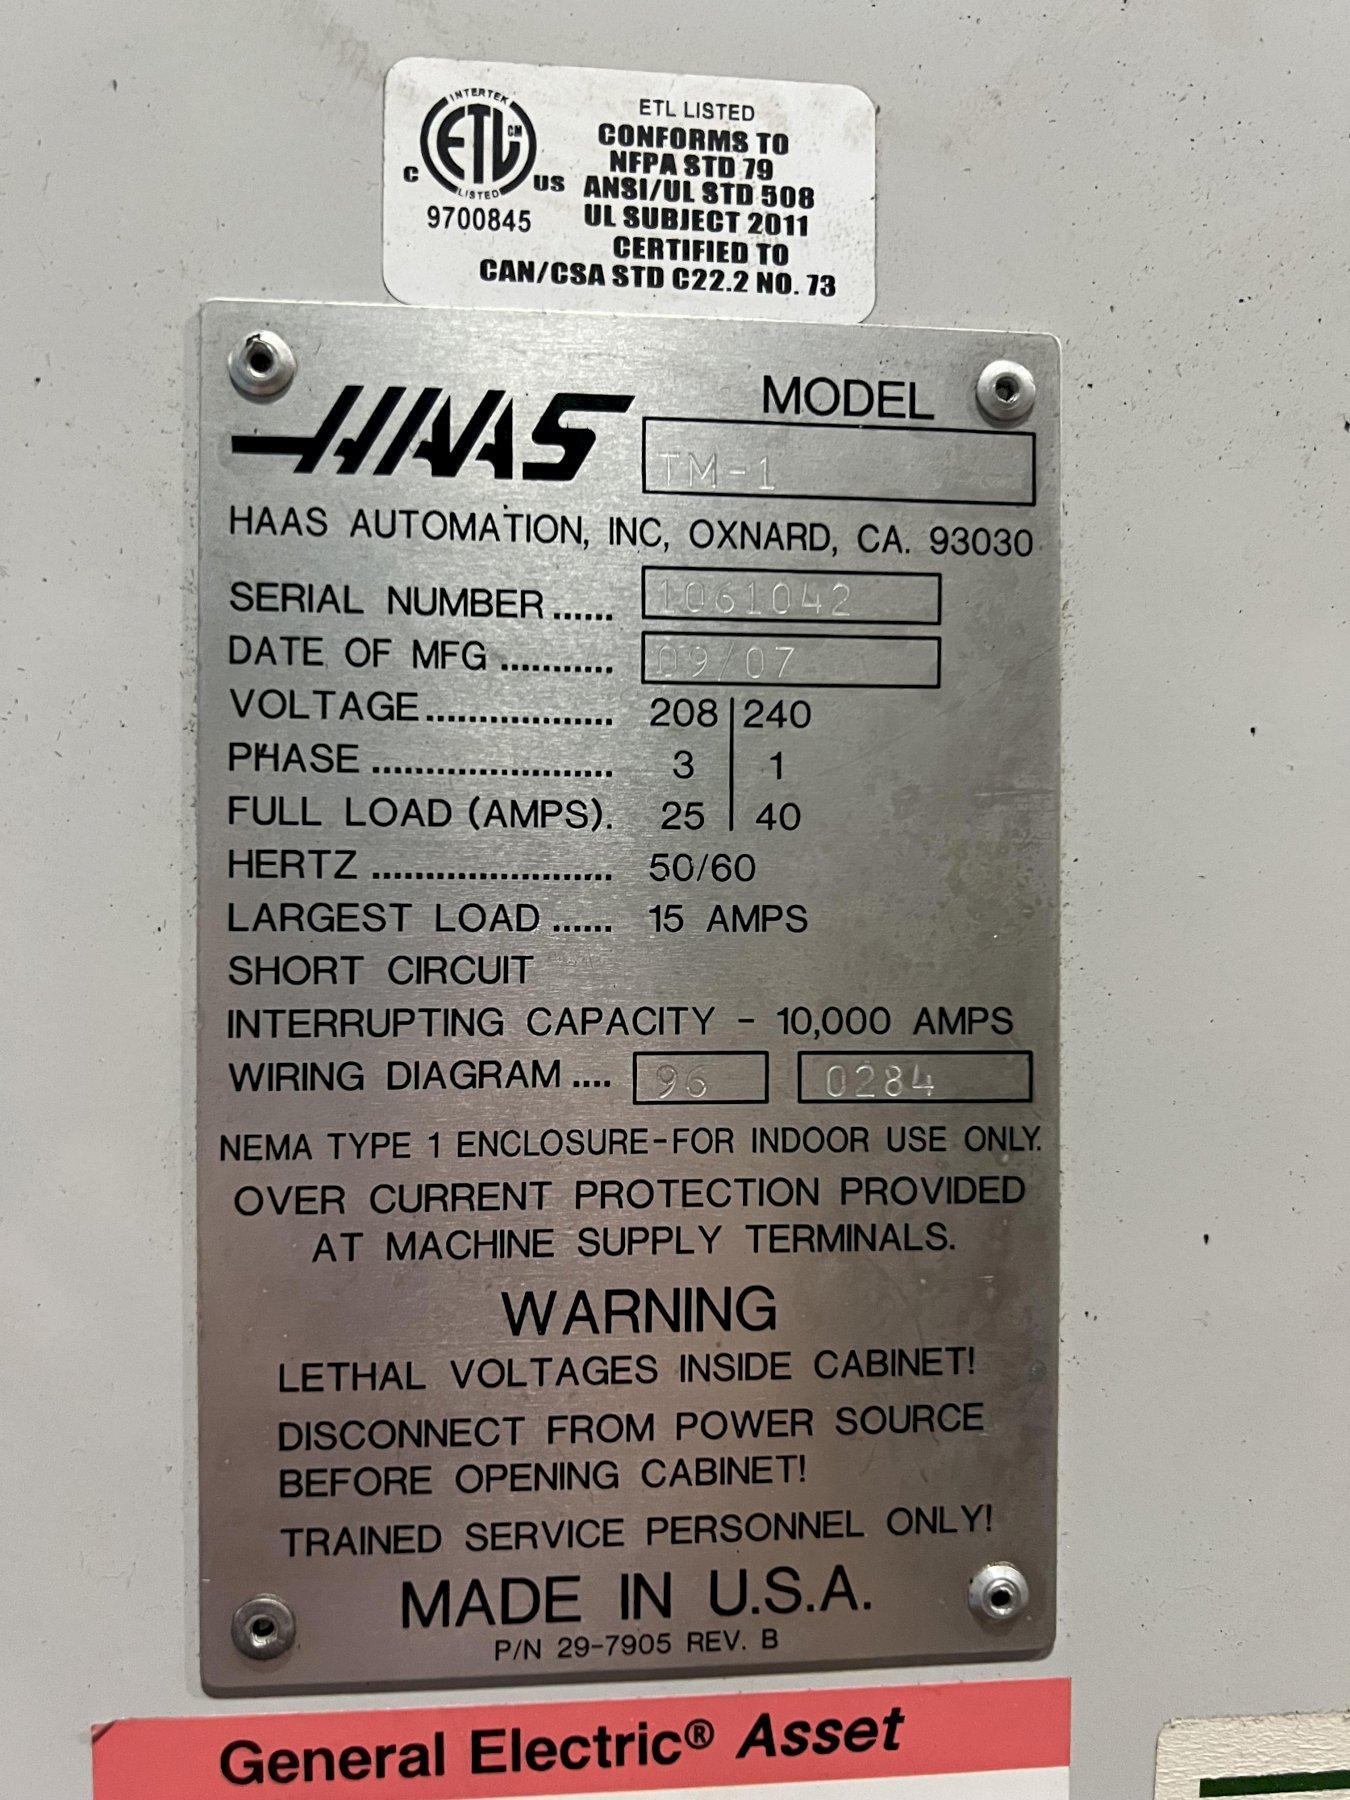 INTERTEK
ETL CM
LISTED
C US
9700845
ETL LISTED
CONFORMS TO
NFPA STD 79
ANSI/UL STD 508
UL SUBJECT 2011
CERTIFIED TO
CAN/CSA STD C22.2 NO. 73
HAAS
MODEL
TM-1
HAAS AUTOMATION, INC, OXNARD, CA. 93030
SERIAL NUMBER ...... 1061042
DATE OF MFG ........... 09/07
VOLTAGE.................. 208 | 240
PHASE ....................... 3 | 1
FULL LOAD (AMPS). 25 | 40
HERTZ ....................... 50/60
LARGEST LOAD ...... 15 AMPS
SHORT CIRCUIT
INTERRUPTING CAPACITY - 10,000 AMPS
WIRING DIAGRAM .... 96 0284
NEMA TYPE 1 ENCLOSURE-FOR INDOOR USE ONLY.
OVER CURRENT PROTECTION PROVIDED
AT MACHINE SUPPLY TERMINALS.
WARNING
LETHAL VOLTAGES INSIDE CABINET!
DISCONNECT FROM POWER SOURCE
BEFORE OPENING CABINET!
TRAINED SERVICE PERSONNEL ONLY!
MADE IN U.S.A.
P/N 29-7905 REV. B
General Electric® Asset